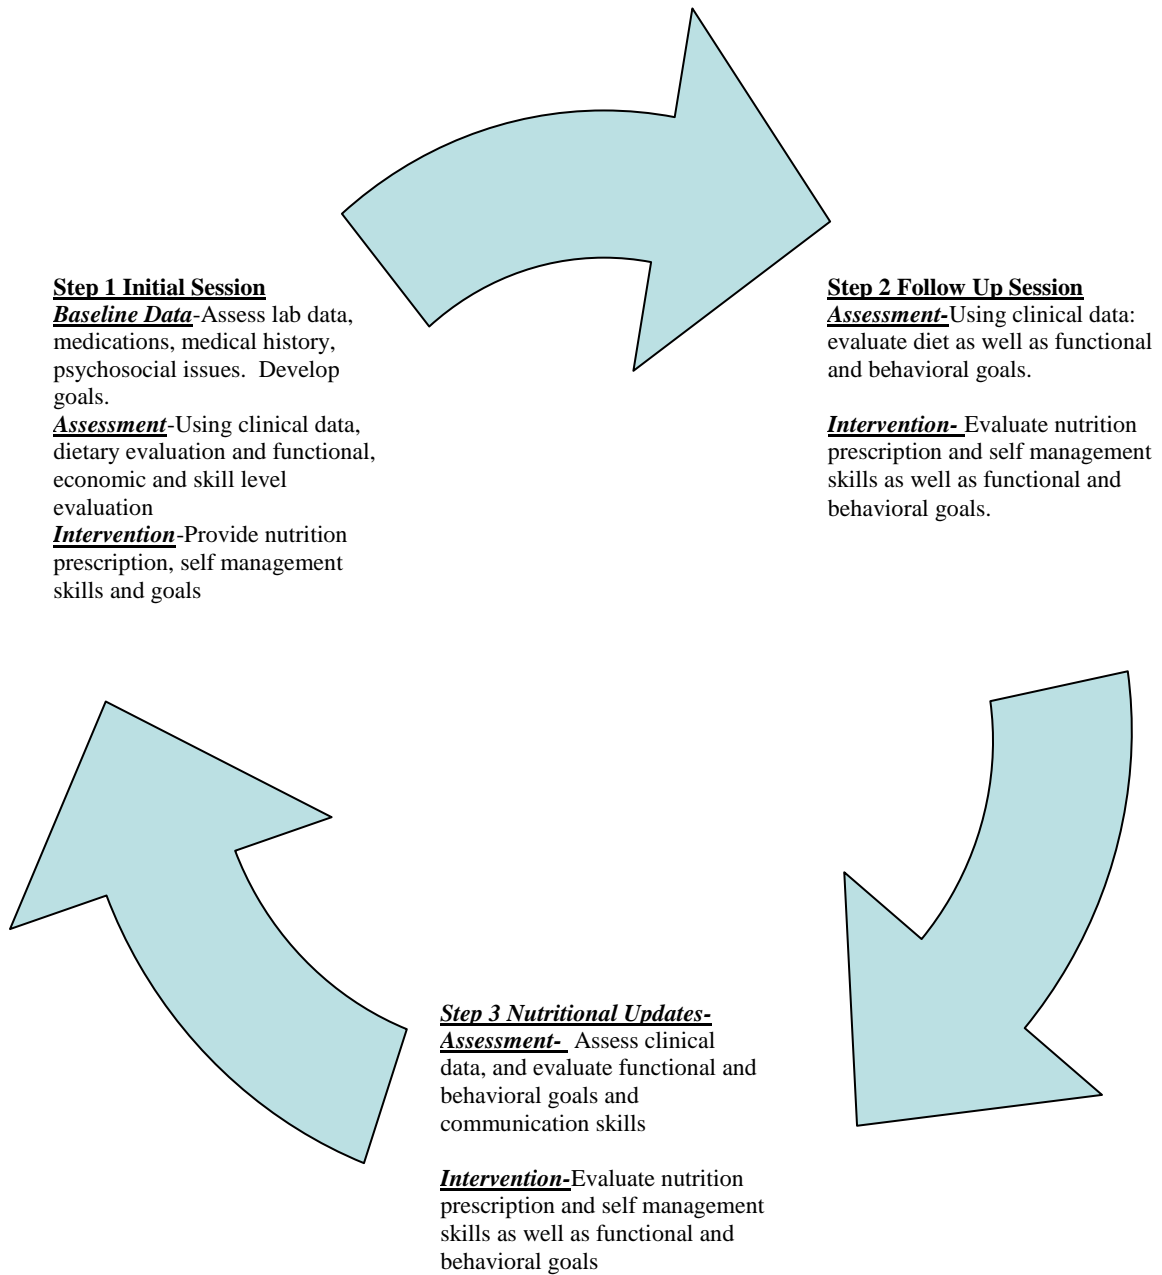 Step 1 Initial Session
Baseline Data-Assess lab data,
medications, medical history,
psychosocial issues.  Develop
goals.
Assessment-Using clinical data,
dietary evaluation and functional,
economic and skill level
evaluation
Intervention-Provide nutrition
prescription, self management
skills and goals
Step 2 Follow Up Session
Assessment-Using clinical data:
evaluate diet as well as functional
and behavioral goals.
Intervention- Evaluate nutrition
prescription and self management
skills as well as functional and
behavioral goals.
Step 3 Nutritional Updates-
Assessment-  Assess clinical
data, and evaluate functional and
behavioral goals and
communication skills
Intervention-Evaluate nutrition
prescription and self management
skills as well as functional and
behavioral goals